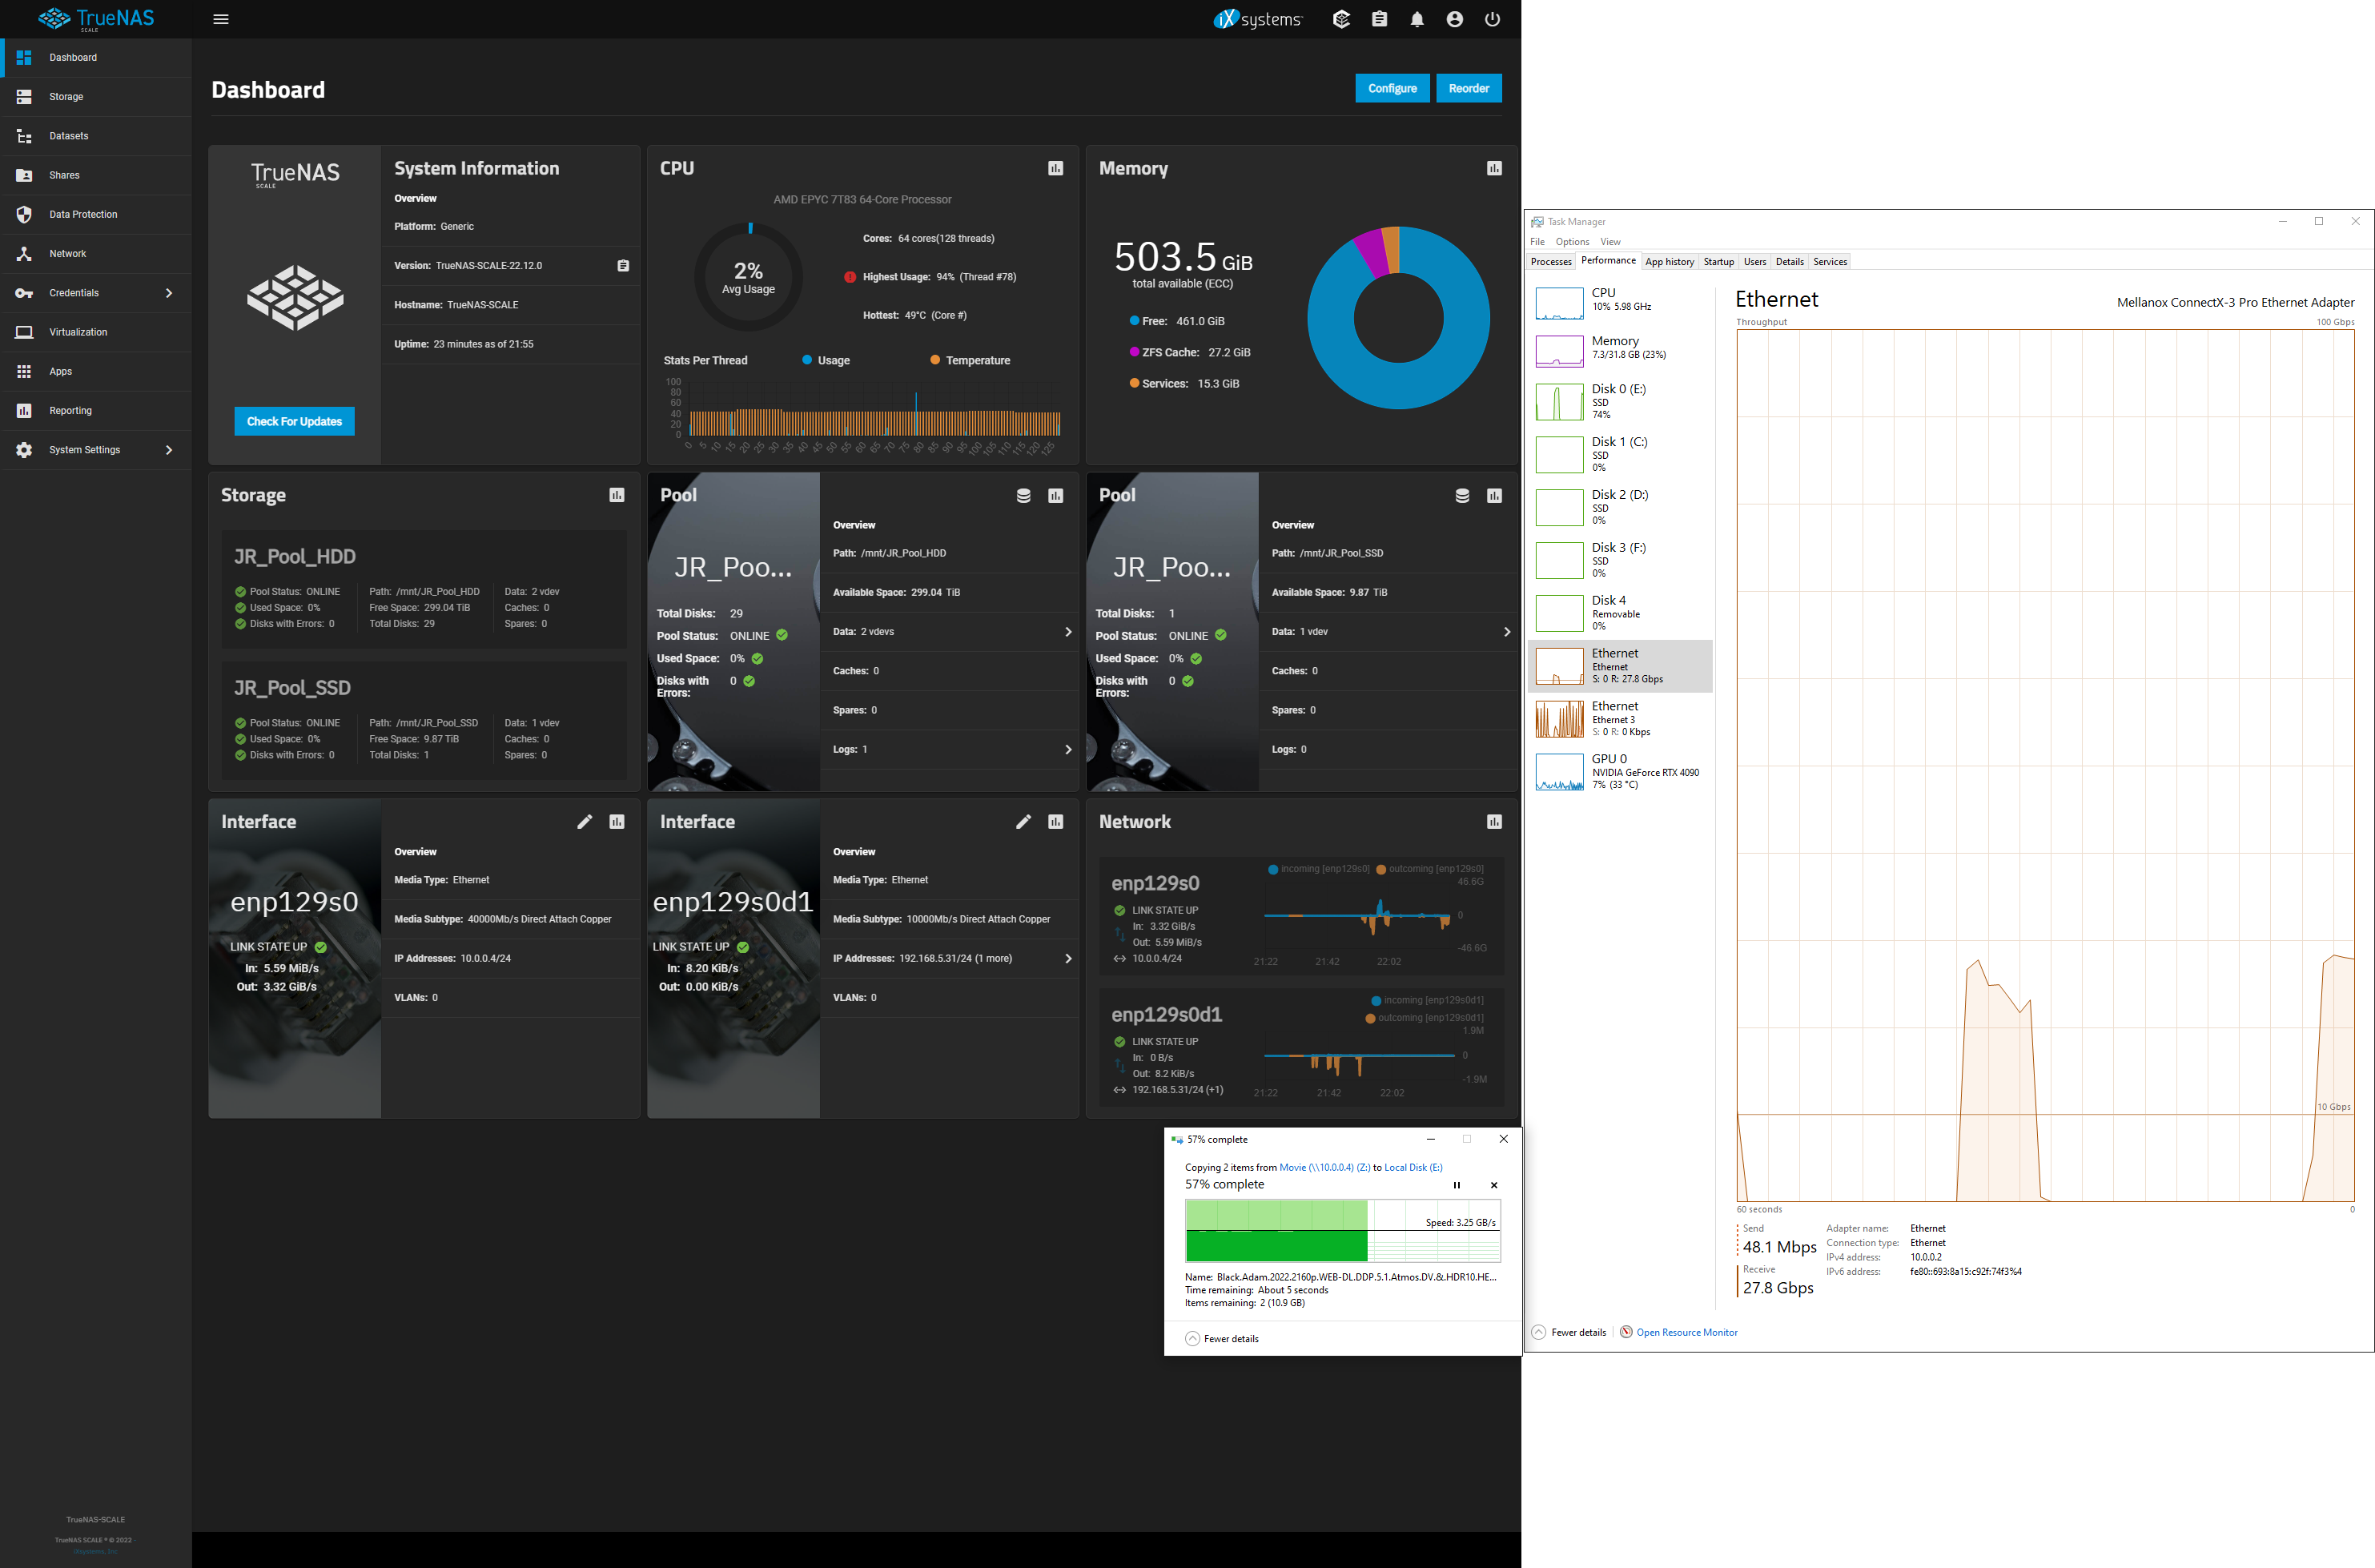 TrueNAS
SCALE
iXsystems
Dashboard
Storage
Datasets
Shares
Data Protection
Network
Credentials
Virtualization
Apps
Reporting
System Settings
TrueNAS-SCALE
TrueNAS SCALE ® © 2022 -
iXsystems, Inc
Dashboard
Configure
Reorder
TrueNAS
SCALE
Check For Updates
System Information
Overview
Platform: Generic
Version: TrueNAS-SCALE-22.12.0
Hostname: TrueNAS-SCALE
Uptime: 23 minutes as of 21:55
CPU
AMD EPYC 7T83 64-Core Processor
2%
Avg Usage
Cores: 64 cores(128 threads)
Highest Usage: 94% (Thread #78)
Hottest: 49°C (Core #)
Stats Per Thread
Usage
Temperature
100
80
60
40
20
0
0 5 10 15 20 25 30 35 40 45 50 55 60 65 70 75 80 85 90 95 100 105 110 115 120 125
Memory
503.5 GiB
total available (ECC)
Free: 461.0 GiB
ZFS Cache: 27.2 GiB
Services: 15.3 GiB
Storage
JR_Pool_HDD
Pool Status: ONLINE
Used Space: 0%
Disks with Errors: 0
Path: /mnt/JR_Pool_HDD
Free Space: 299.04 TiB
Total Disks: 29
Data: 2 vdev
Caches: 0
Spares: 0
JR_Pool_SSD
Pool Status: ONLINE
Used Space: 0%
Disks with Errors: 0
Path: /mnt/JR_Pool_SSD
Free Space: 9.87 TiB
Total Disks: 1
Data: 1 vdev
Caches: 0
Spares: 0
Pool
JR_Poo...
Total Disks: 29
Pool Status: ONLINE
Used Space: 0%
Disks with
Errors: 0
Overview
Path: /mnt/JR_Pool_HDD
Available Space: 299.04 TiB
Data: 2 vdevs
Caches: 0
Spares: 0
Logs: 1
Pool
JR_Poo...
Total Disks: 1
Pool Status: ONLINE
Used Space: 0%
Disks with
Errors: 0
Overview
Path: /mnt/JR_Pool_SSD
Available Space: 9.87 TiB
Data: 1 vdev
Caches: 0
Spares: 0
Logs: 0
Interface
enp129s0
LINK STATE UP
In: 5.59 MiB/s
Out: 3.32 GiB/s
Overview
Media Type: Ethernet
Media Subtype: 40000Mb/s Direct Attach Copper
IP Addresses: 10.0.0.4/24
VLANs: 0
Interface
enp129s0d1
LINK STATE UP
In: 8.20 KiB/s
Out: 0.00 KiB/s
Overview
Media Type: Ethernet
Media Subtype: 10000Mb/s Direct Attach Copper
IP Addresses: 192.168.5.31/24 (1 more)
VLANs: 0
Network
enp129s0
LINK STATE UP
In: 3.32 GiB/s
Out: 5.59 MiB/s
10.0.0.4/24
incoming [enp129s0]
outcoming [enp129s0]
46.6G
0
-46.6G
21:22 21:42 22:02
enp129s0d1
LINK STATE UP
In: 0 B/s
Out: 8.2 KiB/s
192.168.5.31/24 (+1)
incoming [enp129s0d1]
outcoming [enp129s0d1]
1.9M
0
-1.9M
21:22 21:42 22:02
57% complete
Copying 2 items from Movie (\\10.0.0.4) (Z:) to Local Disk (E:)
57% complete
Speed: 3.25 GB/s
Name: Black.Adam.2022.2160p.WEB-DL.DDP.5.1.Atmos.DV.&.HDR10.HE...
Time remaining: About 5 seconds
Items remaining: 2 (10.9 GB)
Fewer details
Task Manager
File Options View
Processes Performance App history Startup Users Details Services
CPU
10% 5.98 GHz
Memory
7.3/31.8 GB (23%)
Disk 0 (E:)
SSD
74%
Disk 1 (C:)
SSD
0%
Disk 2 (D:)
SSD
0%
Disk 3 (F:)
SSD
0%
Disk 4
Removable
0%
Ethernet
Ethernet
S: 0 R: 27.8 Gbps
Ethernet
Ethernet 3
S: 0 R: 0 Kbps
GPU 0
NVIDIA GeForce RTX 4090
7% (33 °C)
Ethernet
Mellanox ConnectX-3 Pro Ethernet Adapter
Throughput
100 Gbps
10 Gbps
60 seconds
0
Send
48.1 Mbps
Receive
27.8 Gbps
Adapter name: Ethernet
Connection type: Ethernet
IPv4 address: 10.0.0.2
IPv6 address: fe80::693:8a15:c92f:74f3%4
Fewer details
Open Resource Monitor